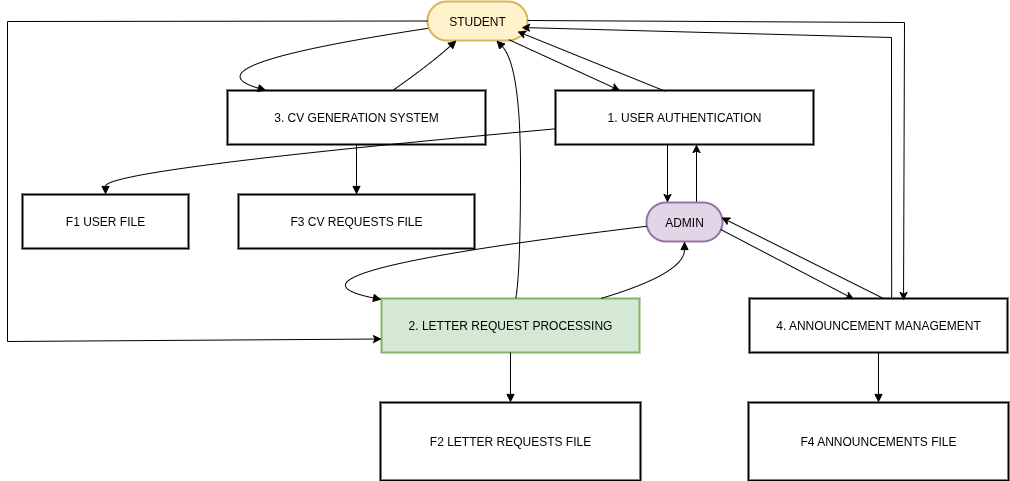 STUDENT
3. CV GENERATION SYSTEM
1. USER AUTHENTICATION
F1 USER FILE
F3 CV REQUESTS FILE
ADMIN
2. LETTER REQUEST PROCESSING
4. ANNOUNCEMENT MANAGEMENT
F2 LETTER REQUESTS FILE
F4 ANNOUNCEMENTS FILE